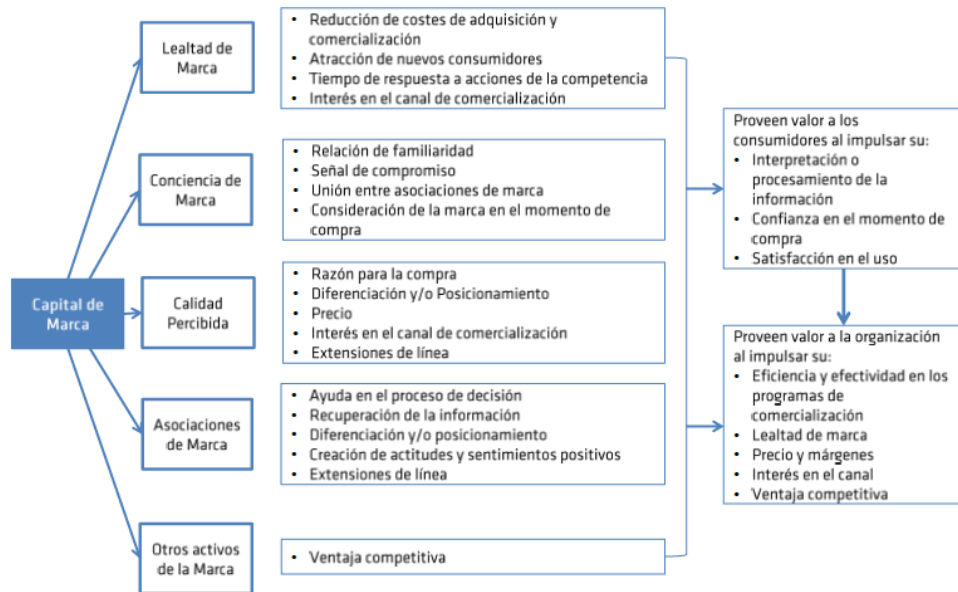 Capital de
Marca
Lealtad de
Marca
• Reducción de costes de adquisición y
comercialización
• Atracción de nuevos consumidores
• Tiempo de respuesta a acciones de la competencia
• Interés en el canal de comercialización
Conciencia de
Marca
• Relación de familiaridad
• Señal de compromiso
• Unión entre asociaciones de marca
• Consideración de la marca en el momento de
compra
Calidad
Percibida
• Razón para la compra
• Diferenciación y/o Posicionamiento
• Precio
• Interés en el canal de comercialización
• Extensiones de línea
Asociaciones
de Marca
• Ayuda en el proceso de decisión
• Recuperación de la información
• Diferenciación y/o posicionamiento
• Creación de actitudes y sentimientos positivos
• Extensiones de línea
Otros activos
de la Marca
• Ventaja competitiva
Proveen valor a los
consumidores al impulsar su:
• Interpretación o
procesamiento de la
información
• Confianza en el momento de
compra
• Satisfacción en el uso
Proveen valor a la organización
al impulsar su:
• Eficiencia y efectividad en los
programas de
comercialización
• Lealtad de marca
• Precio y márgenes
• Interés en el canal
• Ventaja competitiva